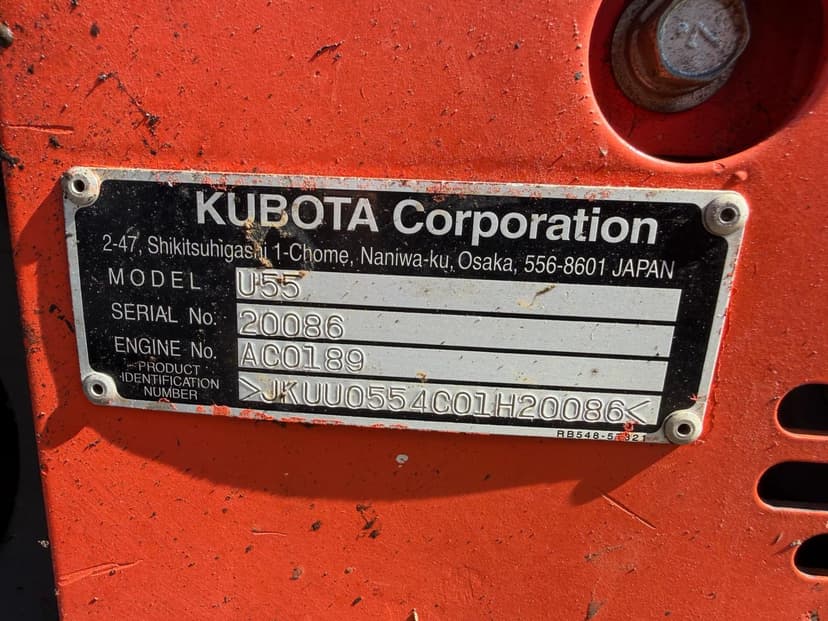 KUBOTA Corporation
2-47, Shikitsuhigashi 1-Chome, Naniwa-ku, Osaka, 556-8601 JAPAN
MODEL U55
SERIAL No. 20086
ENGINE No. AC0189
PRODUCT
IDENTIFICATION
NUMBER
>JKUU0554C01H20086<